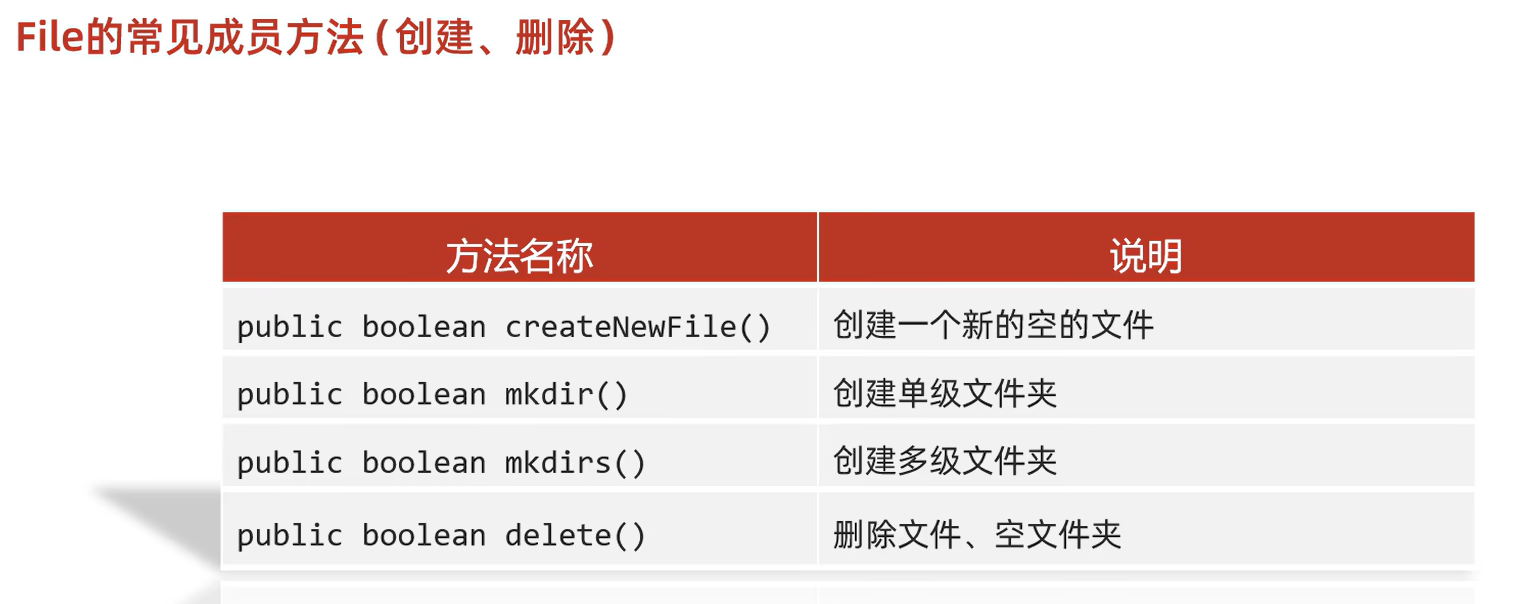 File的常见成员方法(创建、删除)
方法名称 说明
public boolean createNewFile() 创建一个新的空的文件
public boolean mkdir() 创建单级文件夹
public boolean mkdirs() 创建多级文件夹
public boolean delete() 删除文件、空文件夹